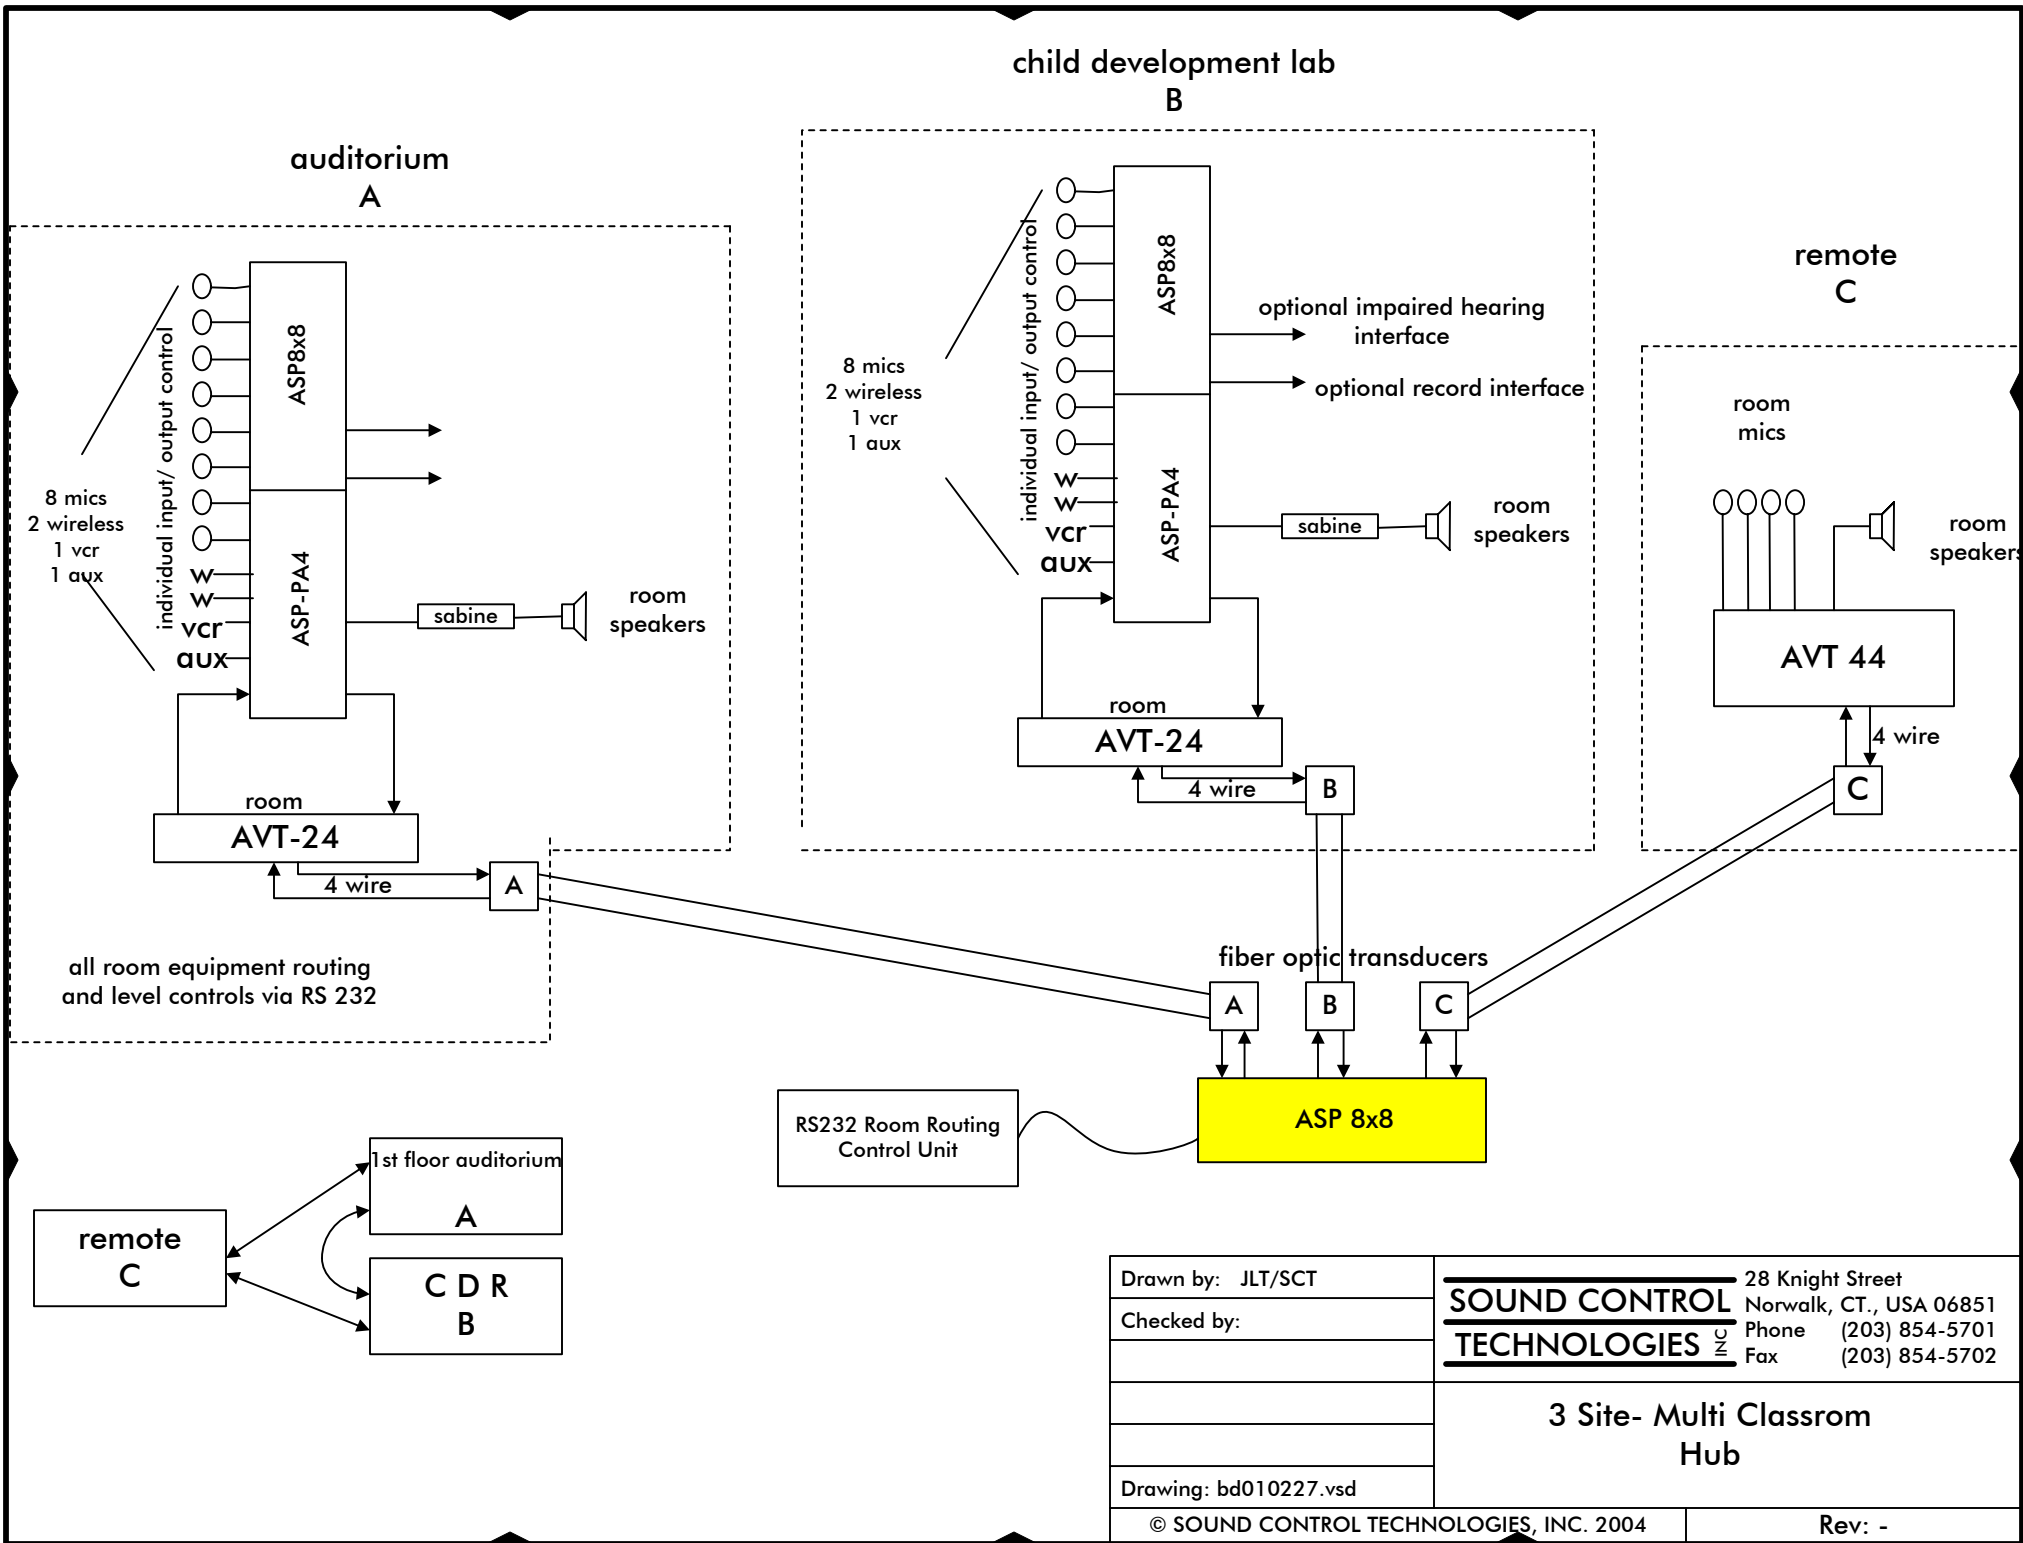 child development lab
B
auditorium
A
ASP8x8
ASP-PA4
individual input/ output control
8 mics
2 wireless
1 vcr
1 aux
w
w
vcr
aux
sabine
room
speakers
room
AVT-24
4 wire
A
all room equipment routing
and level controls via RS 232
ASP8x8
ASP-PA4
individual input/ output control
8 mics
2 wireless
1 vcr
1 aux
w
w
vcr
aux
optional impaired hearing
interface
optional record interface
sabine
room
speakers
room
AVT-24
4 wire
B
remote
C
room
mics
room
speakers
AVT 44
4 wire
C
fiber optic transducers
A
B
C
ASP 8x8
RS232 Room Routing
Control Unit
1st floor auditorium
A
remote
C
C D R
B
Drawn by: JLT/SCT
Checked by:
Drawing: bd010227.vsd
SOUND CONTROL
TECHNOLOGIES INC
28 Knight Street
Norwalk, CT., USA 06851
Phone (203) 854-5701
Fax (203) 854-5702
3 Site- Multi Classrom
Hub
© SOUND CONTROL TECHNOLOGIES, INC. 2004
Rev: -